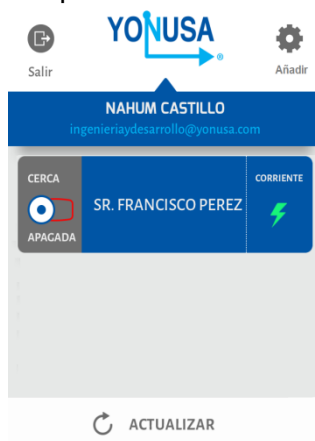 YONUSA
®
Salir
Añadir
NAHUM CASTILLO
ingenieriaydesarrollo@yonusa.com
CERCA
APAGADA
SR. FRANCISCO PEREZ
CORRIENTE
ACTUALIZAR